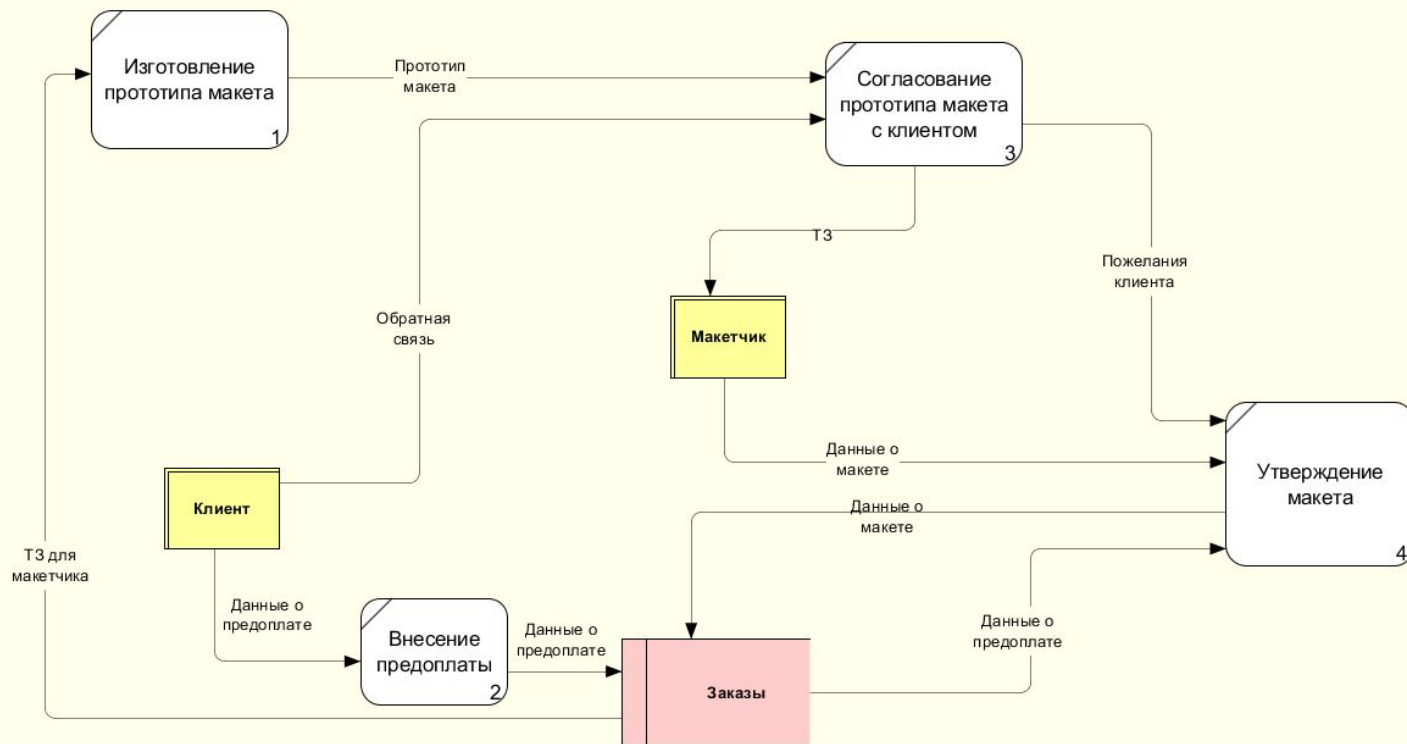 Изготовление
прототипа макета
1
Прототип
макета
Согласование
прототипа макета
с клиентом
3
ТЗ
Пожелания
клиента
Обратная
связь
Макетчик
Данные о
макете
Утверждение
макета
4
Клиент
Данные о
макете
ТЗ для
макетчика
Данные о
предоплате
Внесение
предоплаты
2
Данные о
предоплате
Данные о
предоплате
Заказы